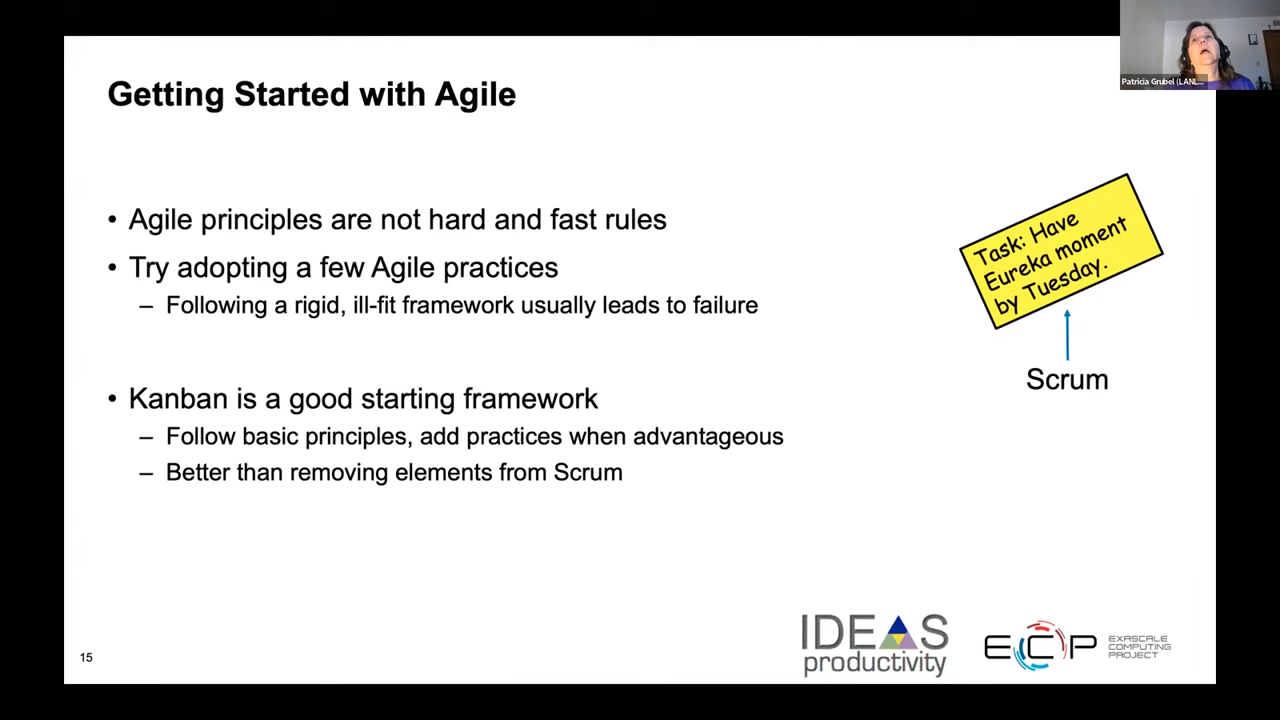 Patricia Grubel (LANL...
Getting Started with Agile
• Agile principles are not hard and fast rules
• Try adopting a few Agile practices
– Following a rigid, ill-fit framework usually leads to failure
• Kanban is a good starting framework
– Follow basic principles, add practices when advantageous
– Better than removing elements from Scrum
Task: Have
Eureka moment
by Tuesday.
Scrum
15
IDEAS
productivity
ECP
EXASCALE
COMPUTING
PROJECT